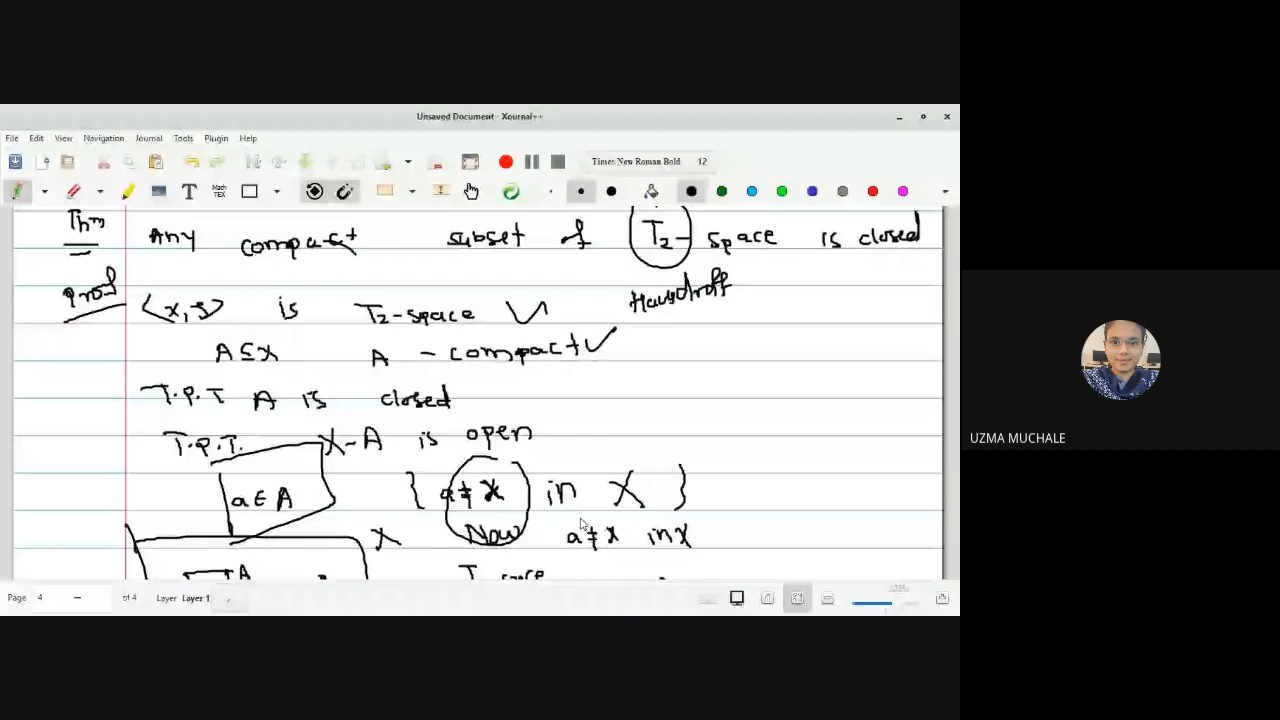 Unsaved Document - Xournal++
File Edit View Navigation Journal Tools Plugin Help
Times New Roman Bold 12
Thm Any compact subset of T2- space is closed
Proof <X, J> is T2-space Hausdroff
A ⊆ X A - compact ✓
T.P.T A is closed
T.P.T. X-A is open
a ∈ A { a ≠ x in X }
X Now a ≠ x in X
A T space
Page 4 of 4 Layer Layer 1
UZMA MUCHALE